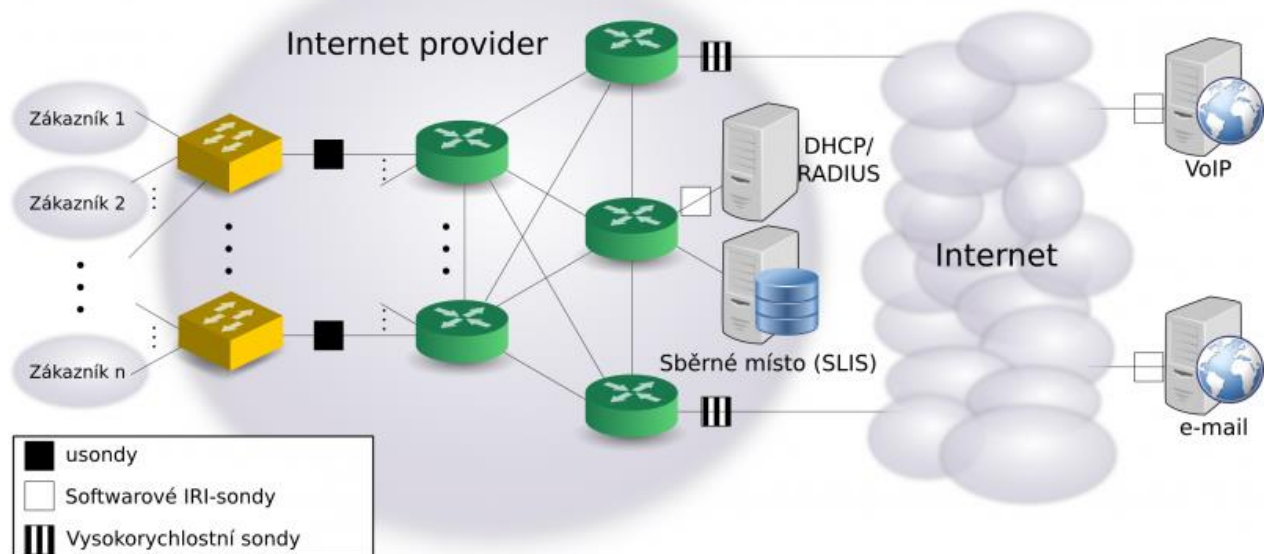 Internet provider
Zákazník 1
Zákazník 2
Zákazník n
DHCP/
RADIUS
Sběrné místo (SLIS)
Internet
VoIP
e-mail
usondy
Softwarové IRI-sondy
Vysokorychlostní sondy